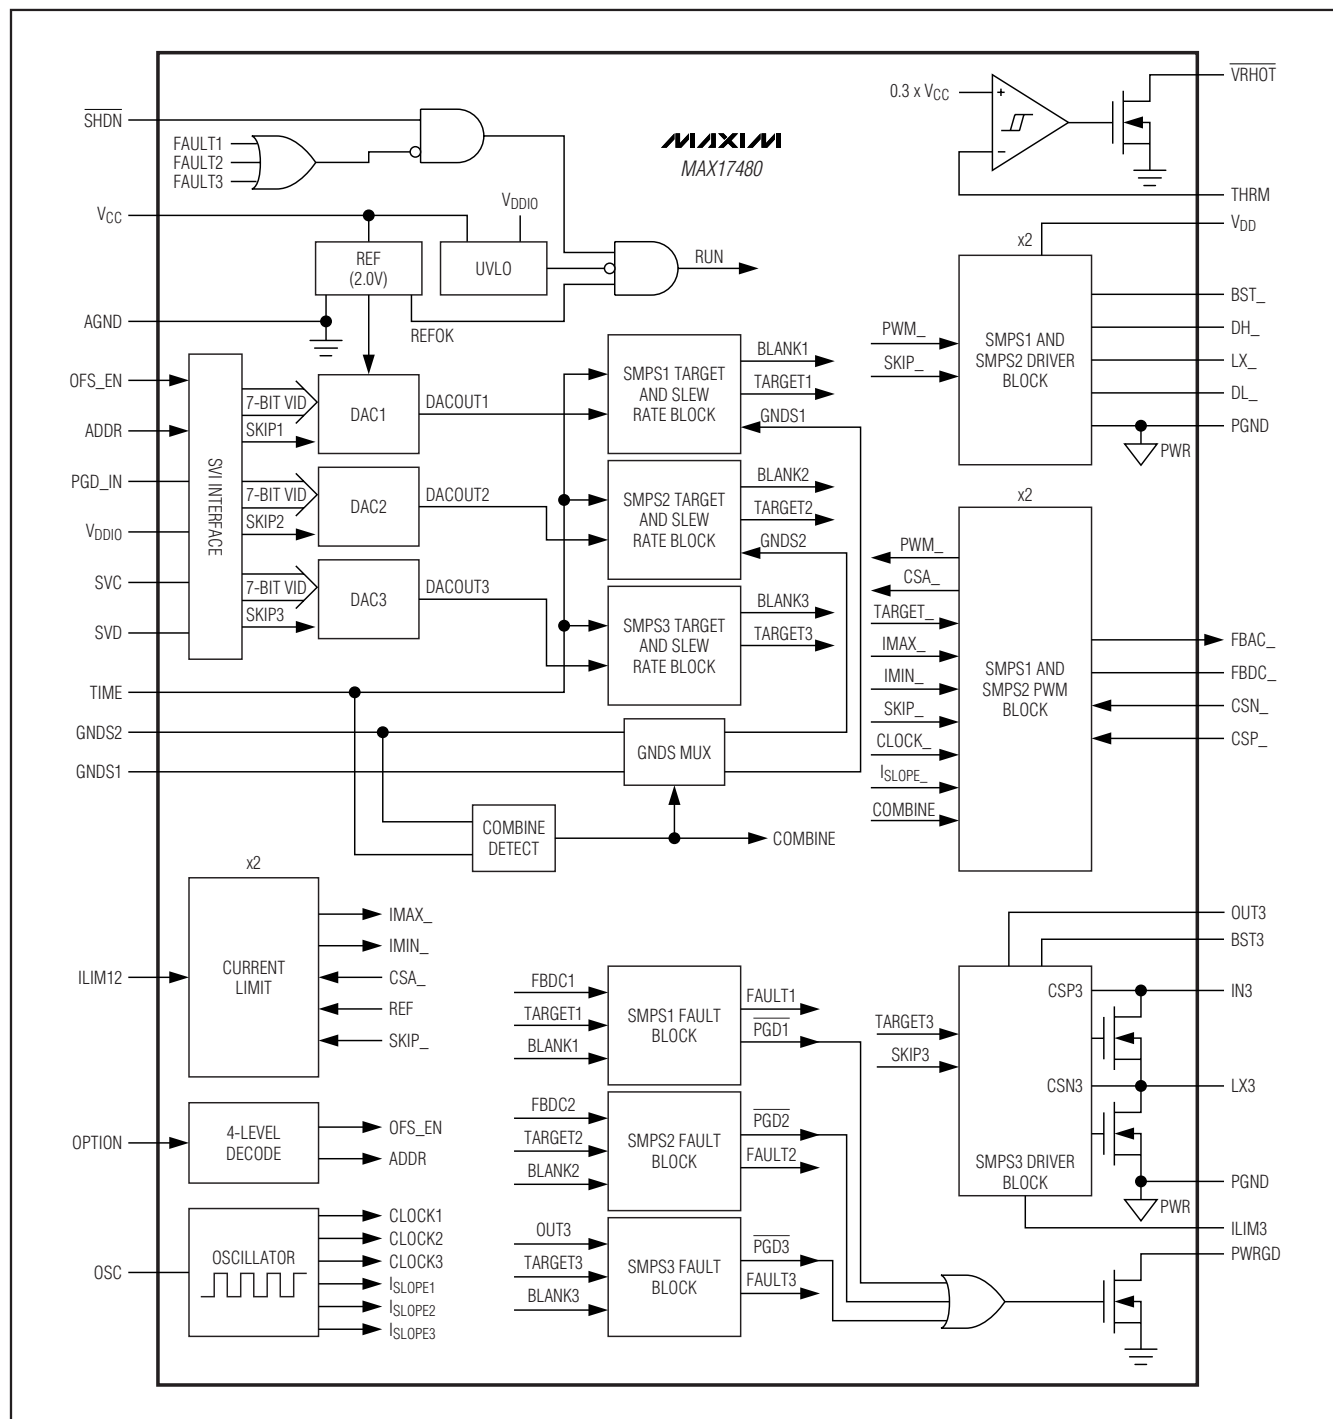 SHDN
FAULT1
FAULT2
FAULT3
VCC
AGND
OFS_EN
ADDR
PGD_IN
VDDIO
SVC
SVD
TIME
GNDS2
GNDS1
MAXIM
MAX17480
VDDIO
REF
(2.0V)
UVLO
RUN
REFOK
SVI INTERFACE
7-BIT VID
SKIP1
DAC1
DACOUT1
7-BIT VID
SKIP2
DAC2
DACOUT2
7-BIT VID
SKIP3
DAC3
DACOUT3
SMPS1 TARGET
AND SLEW
RATE BLOCK
BLANK1
TARGET1
GNDS1
SMPS2 TARGET
AND SLEW
RATE BLOCK
BLANK2
TARGET2
GNDS2
SMPS3 TARGET
AND SLEW
RATE BLOCK
BLANK3
TARGET3
GNDS MUX
COMBINE
DETECT
COMBINE
0.3 x VCC
+
−
VRHOT
THRM
VDD
x2
PWM_
SKIP_
SMPS1 AND
SMPS2 DRIVER
BLOCK
BST_
DH_
LX_
DL_
PGND
PWR
x2
PWM_
CSA_
TARGET_
IMAX_
IMIN_
SKIP_
CLOCK_
ISLOPE_
COMBINE
SMPS1 AND
SMPS2 PWM
BLOCK
FBAC_
FBDC_
CSN_
CSP_
x2
ILIM12
CURRENT
LIMIT
IMAX_
IMIN_
CSA_
REF
SKIP_
OPTION
4-LEVEL
DECODE
OFS_EN
ADDR
OSC
OSCILLATOR
CLOCK1
CLOCK2
CLOCK3
ISLOPE1
ISLOPE2
ISLOPE3
FBDC1
TARGET1
BLANK1
SMPS1 FAULT
BLOCK
FAULT1
PGD1
FBDC2
TARGET2
BLANK2
SMPS2 FAULT
BLOCK
PGD2
FAULT2
OUT3
TARGET3
BLANK3
SMPS3 FAULT
BLOCK
PGD3
FAULT3
TARGET3
SKIP3
CSP3
CSN3
SMPS3 DRIVER
BLOCK
OUT3
BST3
IN3
LX3
PGND
PWR
ILIM3
PWRGD